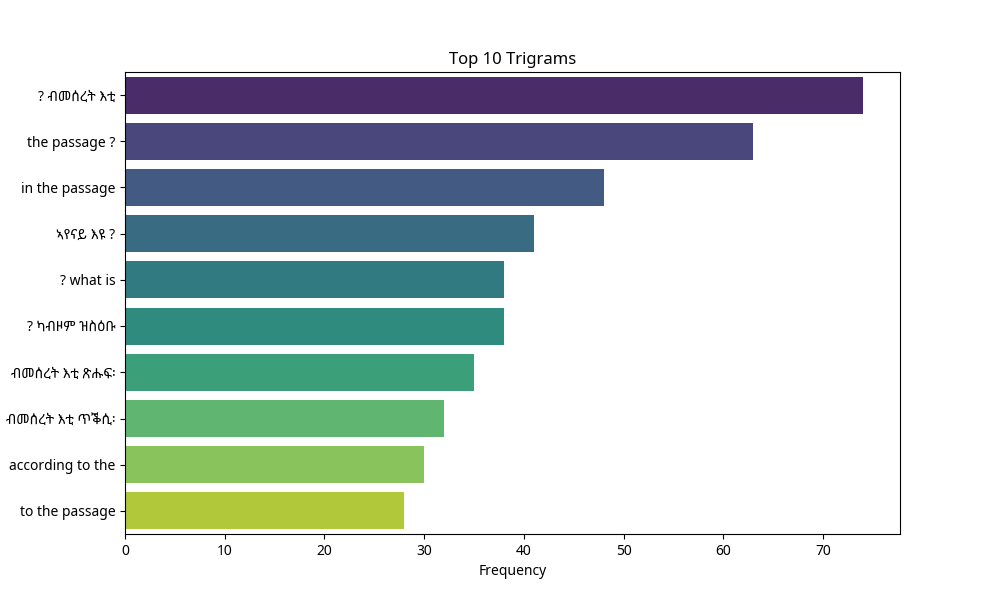 Top 10 Trigrams
? ብመሰረት እቲ
the passage ?
in the passage
ኣየናይ እዩ ?
? what is
? ካብዞም ዝስዕቡ
ብመሰረት እቲ ጽሑፍ፡
ብመሰረት እቲ ጥቕሲ፡
according to the
to the passage
0 10 20 30 40 50 60 70
Frequency